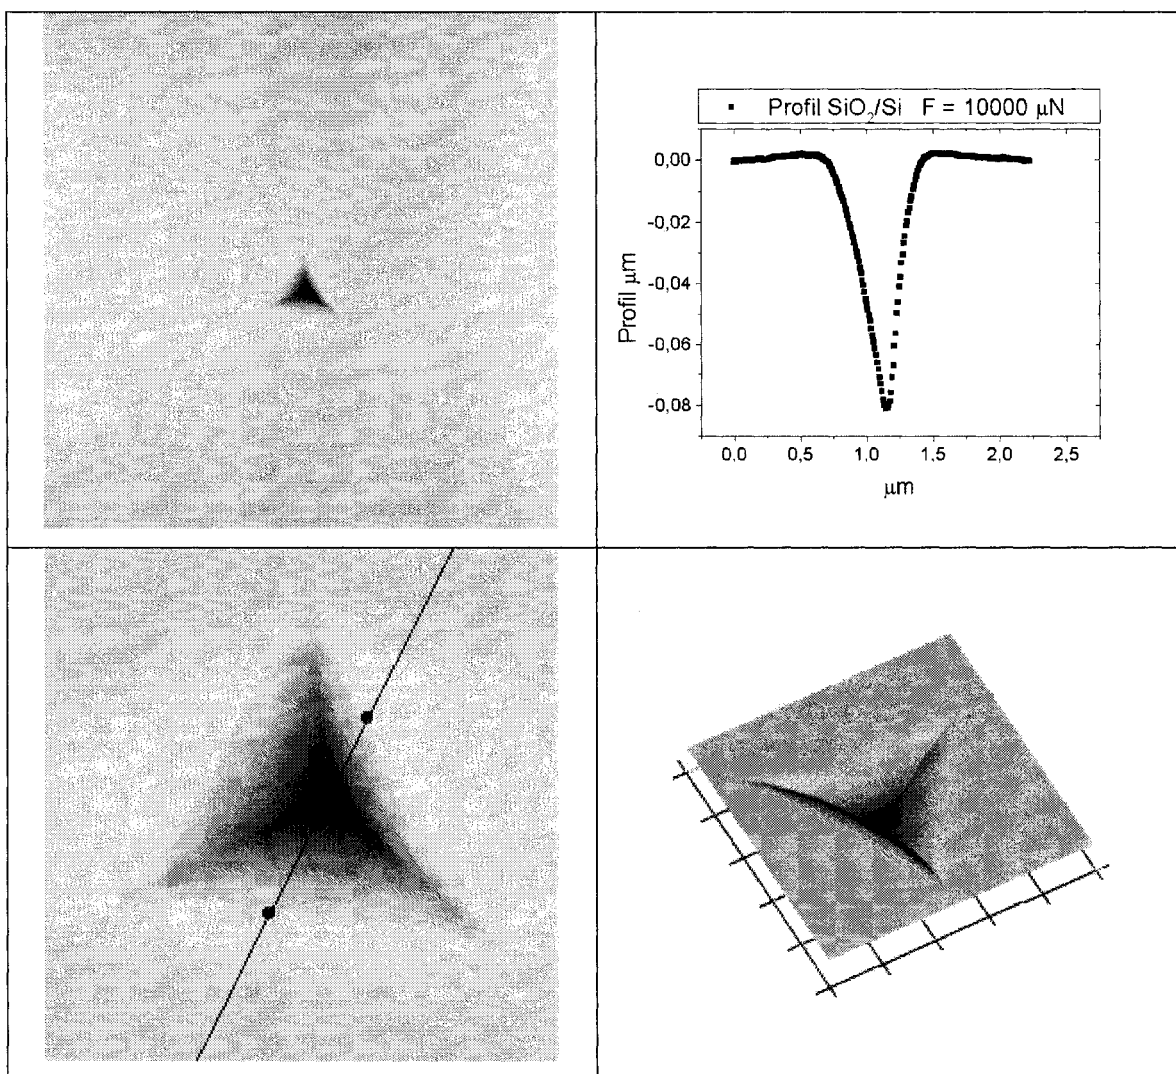 Profil SiO₂/Si F = 10000 μN
0,00
-0,02
-0,04
-0,06
-0,08
Profil μm
0,0 0,5 1,0 1,5 2,0 2,5
μm